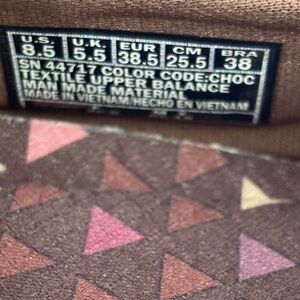 U.S. U.K. EUR CM BRA
8.5 5.5 38.5 25.5 38
SN 44777 COLOR CODE:CHOC
TEXTILE UPPER BALANCE
MAN MADE MATERIAL
MADE IN VIETNAM/HECHO EN VIETNAM